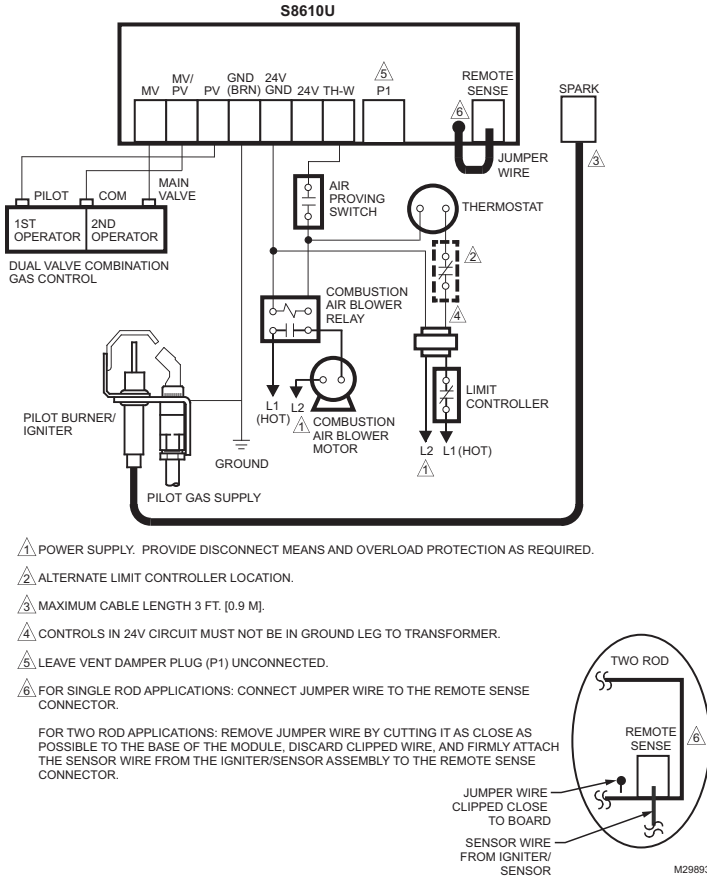 S8610U
MV
MV/
PV
PV
GND
(BRN)
24V
GND
24V
TH-W
5
P1
6
REMOTE
SENSE
SPARK
3
JUMPER
WIRE
PILOT
COM
MAIN
VALVE
1ST
OPERATOR
2ND
OPERATOR
DUAL VALVE COMBINATION
GAS CONTROL
AIR
PROVING
SWITCH
THERMOSTAT
2
4
COMBUSTION
AIR BLOWER
RELAY
LIMIT
CONTROLLER
L1
(HOT)
L2
1
COMBUSTION
AIR BLOWER
MOTOR
L2
1
L1 (HOT)
PILOT BURNER/
IGNITER
GROUND
PILOT GAS SUPPLY
1 POWER SUPPLY. PROVIDE DISCONNECT MEANS AND OVERLOAD PROTECTION AS REQUIRED.
2 ALTERNATE LIMIT CONTROLLER LOCATION.
3 MAXIMUM CABLE LENGTH 3 FT. [0.9 M].
4 CONTROLS IN 24V CIRCUIT MUST NOT BE IN GROUND LEG TO TRANSFORMER.
5 LEAVE VENT DAMPER PLUG (P1) UNCONNECTED.
6 FOR SINGLE ROD APPLICATIONS: CONNECT JUMPER WIRE TO THE REMOTE SENSE
CONNECTOR.
FOR TWO ROD APPLICATIONS: REMOVE JUMPER WIRE BY CUTTING IT AS CLOSE AS
POSSIBLE TO THE BASE OF THE MODULE, DISCARD CLIPPED WIRE, AND FIRMLY ATTACH
THE SENSOR WIRE FROM THE IGNITER/SENSOR ASSEMBLY TO THE REMOTE SENSE
CONNECTOR.
TWO ROD
REMOTE
SENSE
6
JUMPER WIRE
CLIPPED CLOSE
TO BOARD
SENSOR WIRE
FROM IGNITER/
SENSOR
M29893